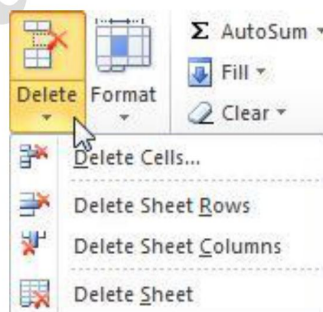 Σ AutoSum
Fill
Delete Format
Clear
Delete Cells...
Delete Sheet Rows
Delete Sheet Columns
Delete Sheet